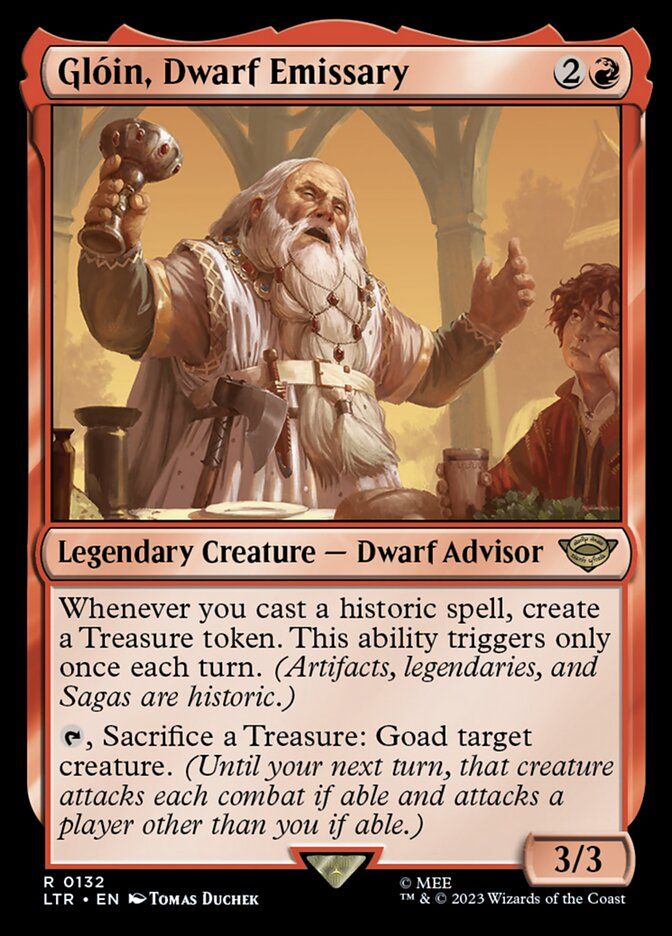 Glóin, Dwarf Emissary 2
Legendary Creature — Dwarf Advisor
Whenever you cast a historic spell, create
a Treasure token. This ability triggers only
once each turn. (Artifacts, legendaries, and
Sagas are historic.)
, Sacrifice a Treasure: Goad target
creature. (Until your next turn, that creature
attacks each combat if able and attacks a
player other than you if able.)
3/3
R 0132
LTR • EN Tomas Duchek
© MEE
™ & © 2023 Wizards of the Coast